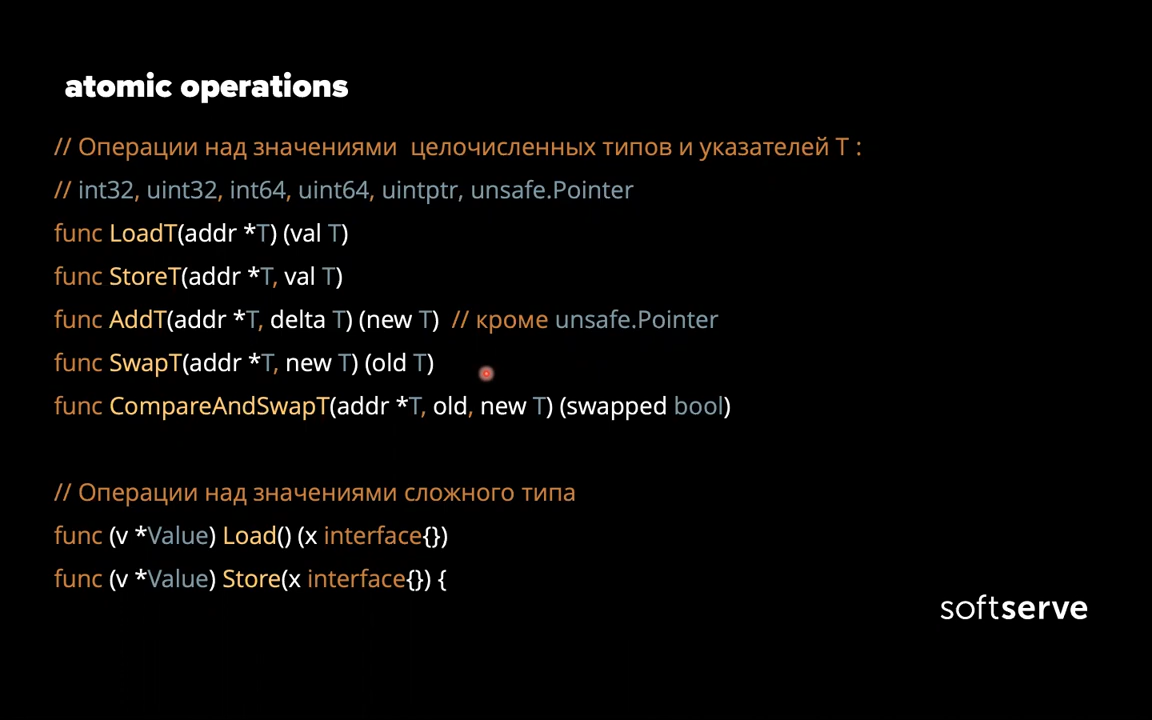 atomic operations
// Операции над значениями целочисленных типов и указателей T :
// int32, uint32, int64, uint64, uintptr, unsafe.Pointer
func LoadT(addr *T) (val T)
func StoreT(addr *T, val T)
func AddT(addr *T, delta T) (new T) // кроме unsafe.Pointer
func SwapT(addr *T, new T) (old T)
func CompareAndSwapT(addr *T, old, new T) (swapped bool)
// Операции над значениями сложного типа
func (v *Value) Load() (x interface{})
func (v *Value) Store(x interface{}) {
softserve